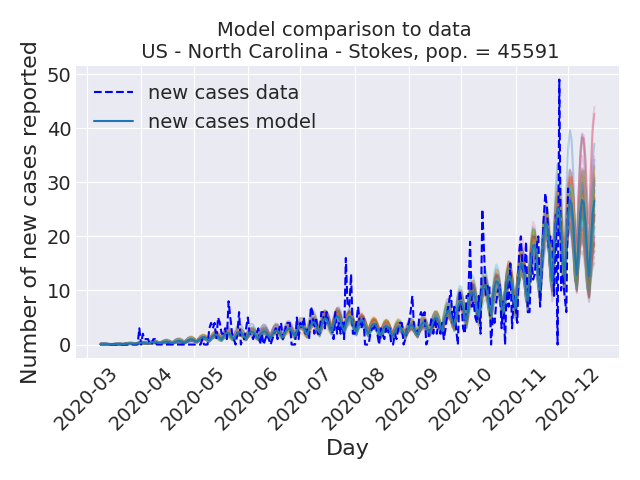 Model comparison to data
US - North Carolina - Stokes, pop. = 45591
Number of new cases reported
50
40
30
20
10
0
new cases data
new cases model
2020-03
2020-04
2020-05
2020-06
2020-07
2020-08
2020-09
2020-10
2020-11
2020-12
Day